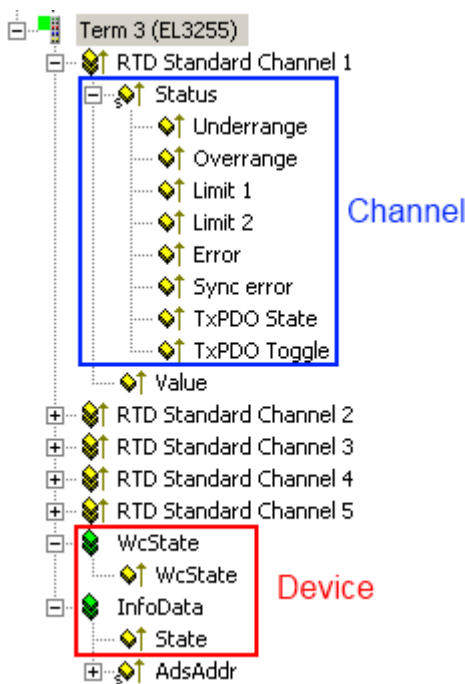 Term 3 (EL3255)
RTD Standard Channel 1
Status
Underrange
Overrange
Limit 1
Limit 2
Channel
Error
Sync error
TxPDO State
TxPDO Toggle
Value
RTD Standard Channel 2
RTD Standard Channel 3
RTD Standard Channel 4
RTD Standard Channel 5
WcState
WcState
Device
InfoData
State
AdsAddr